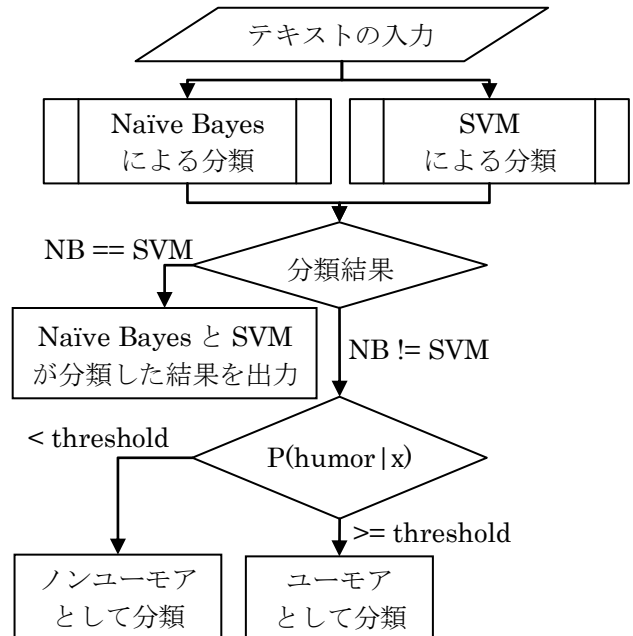 テキストの入力
Naïve Bayes
による分類
SVM
による分類
NB == SVM
分類結果
Naïve Bayes と SVM
が分類した結果を出力
NB != SVM
< threshold
P(humor|x)
>= threshold
ノンユーモア
として分類
ユーモア
として分類